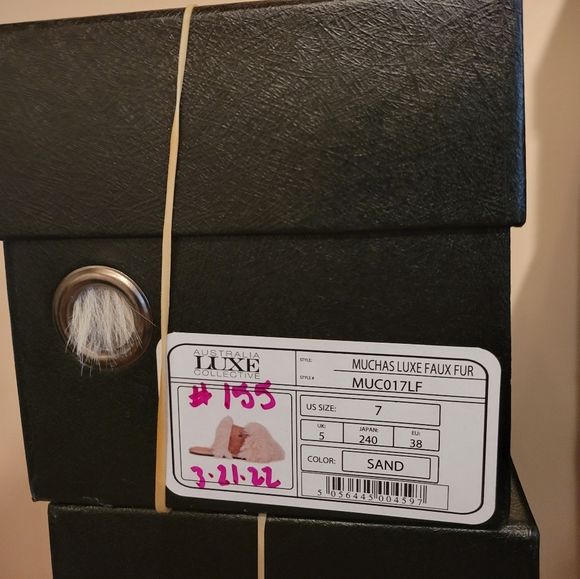 AUSTRALIA
LUXE
COLLECTIVE
STYLE: MUCHAS LUXE FAUX FUR
STYLE # MUC017LF
# 155
3-21-22
US SIZE: 7
UK: 5
JAPAN: 240
EU: 38
COLOR: SAND
5 056445 004597